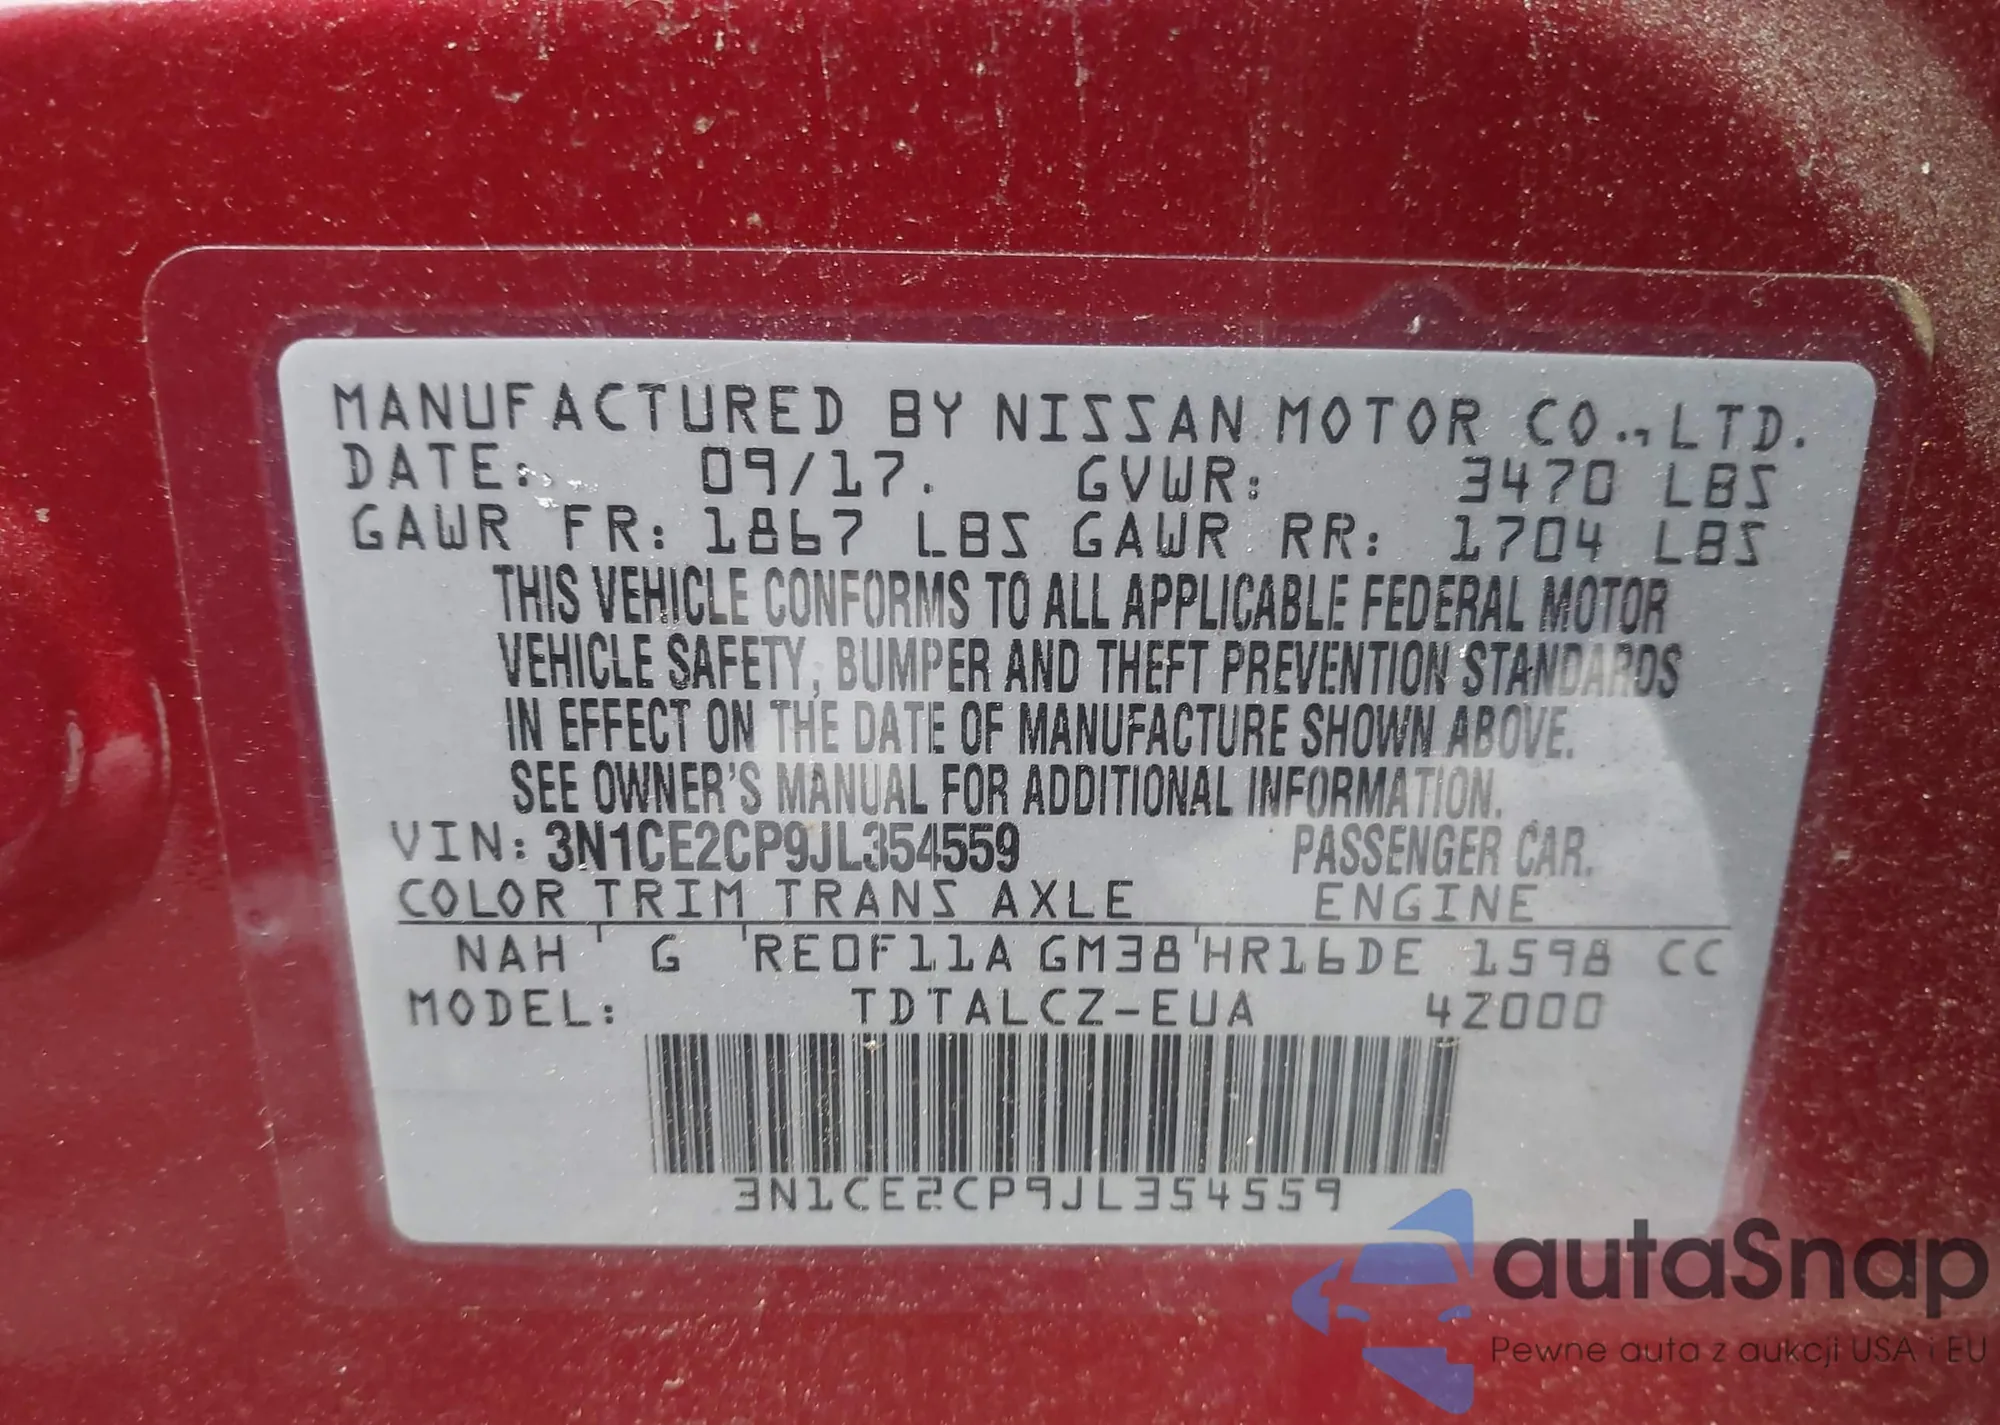 MANUFACTURED BY NISSAN MOTOR CO., LTD.
DATE: 09/17. GVWR: 3470 LBS
GAWR FR: 1867 LBS GAWR RR: 1704 LBS
THIS VEHICLE CONFORMS TO ALL APPLICABLE FEDERAL MOTOR
VEHICLE SAFETY, BUMPER AND THEFT PREVENTION STANDARDS
IN EFFECT ON THE DATE OF MANUFACTURE SHOWN ABOVE.
SEE OWNER'S MANUAL FOR ADDITIONAL INFORMATION.
VIN: 3N1CE2CP9JL354559 PASSENGER CAR.
COLOR TRIM TRANS AXLE ENGINE
NAH G RE0F11A GM38 HR16DE 1598 CC
MODEL: TDTALCZ-EUA 4Z000
3N1CE2CP9JL354559
autaSnap
Pewne auta z aukcji USA i EU